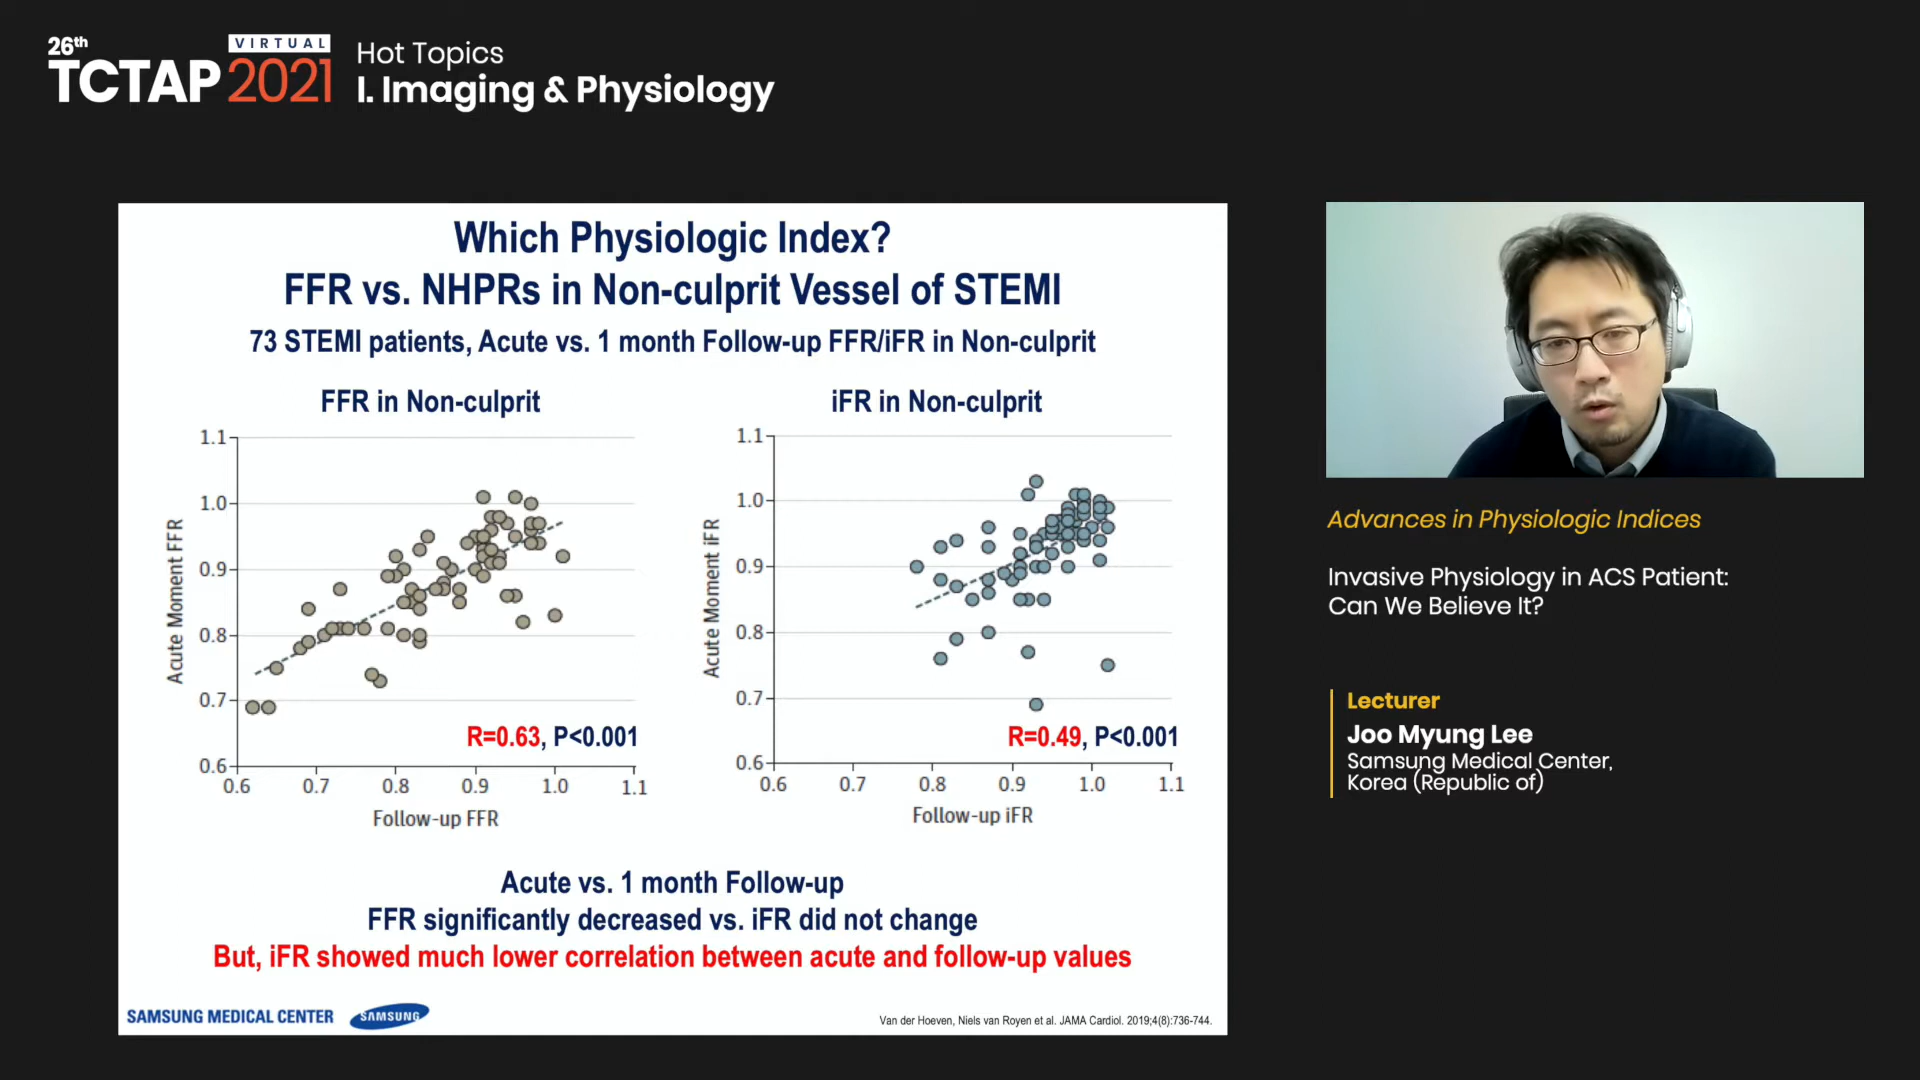 26th
VIRTUAL
TCTAP 2021
Hot Topics
I. Imaging & Physiology
Which Physiologic Index?
FFR vs. NHPRs in Non-culprit Vessel of STEMI
73 STEMI patients, Acute vs. 1 month Follow-up FFR/iFR in Non-culprit
FFR in Non-culprit
1.1
1.0
0.9
0.8
0.7
0.6
Acute Moment FFR
R=0.63, P<0.001
0.6 0.7 0.8 0.9 1.0 1.1
Follow-up FFR
iFR in Non-culprit
1.1
1.0
0.9
0.8
0.7
0.6
Acute Moment iFR
R=0.49, P<0.001
0.6 0.7 0.8 0.9 1.0 1.1
Follow-up iFR
Acute vs. 1 month Follow-up
FFR significantly decreased vs. iFR did not change
But, iFR showed much lower correlation between acute and follow-up values
SAMSUNG MEDICAL CENTER SAMSUNG
Van der Hoeven, Niels van Royen et al. JAMA Cardiol. 2019;4(8):736-744.
Advances in Physiologic Indices
Invasive Physiology in ACS Patient:
Can We Believe It?
Lecturer
Joo Myung Lee
Samsung Medical Center,
Korea (Republic of)